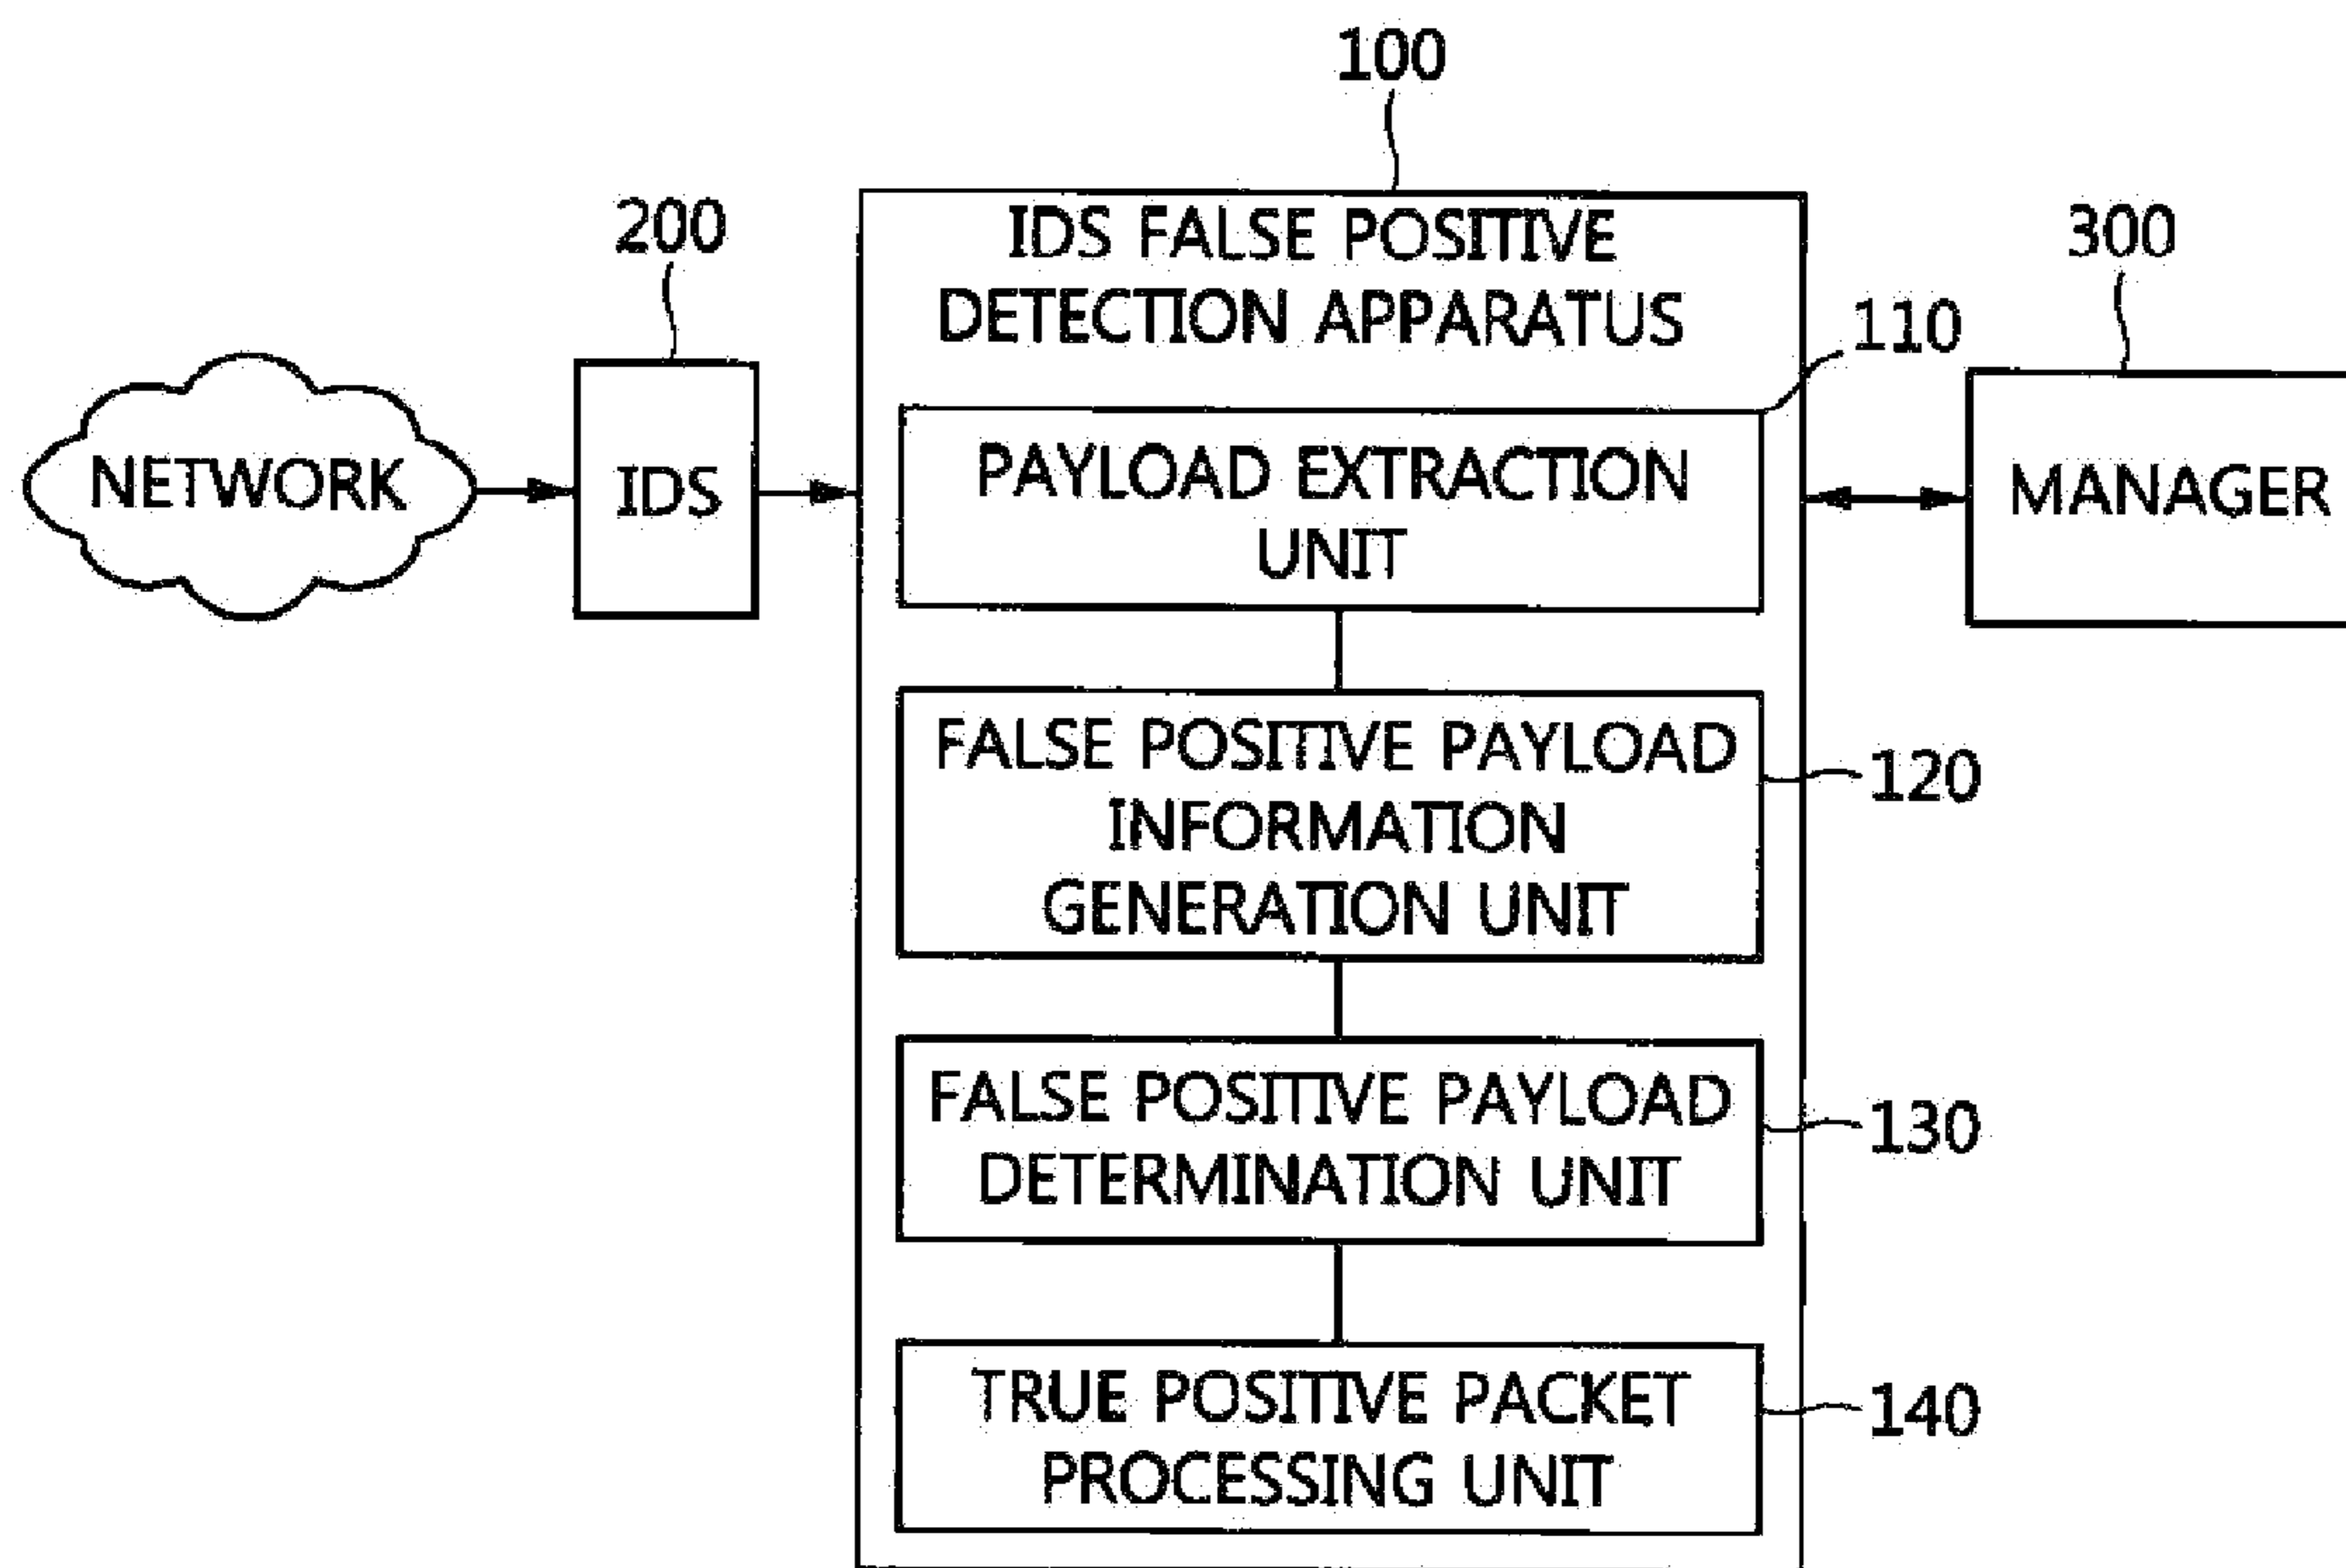 100
200
IDS FALSE POSITIVE
DETECTION APPARATUS
300
110
NETWORK
IDS
PAYLOAD EXTRACTION
UNIT
MANAGER
FALSE POSITIVE PAYLOAD
INFORMATION
GENERATION UNIT
120
FALSE POSITIVE PAYLOAD
DETERMINATION UNIT
130
TRUE POSITIVE PACKET
PROCESSING UNIT
140